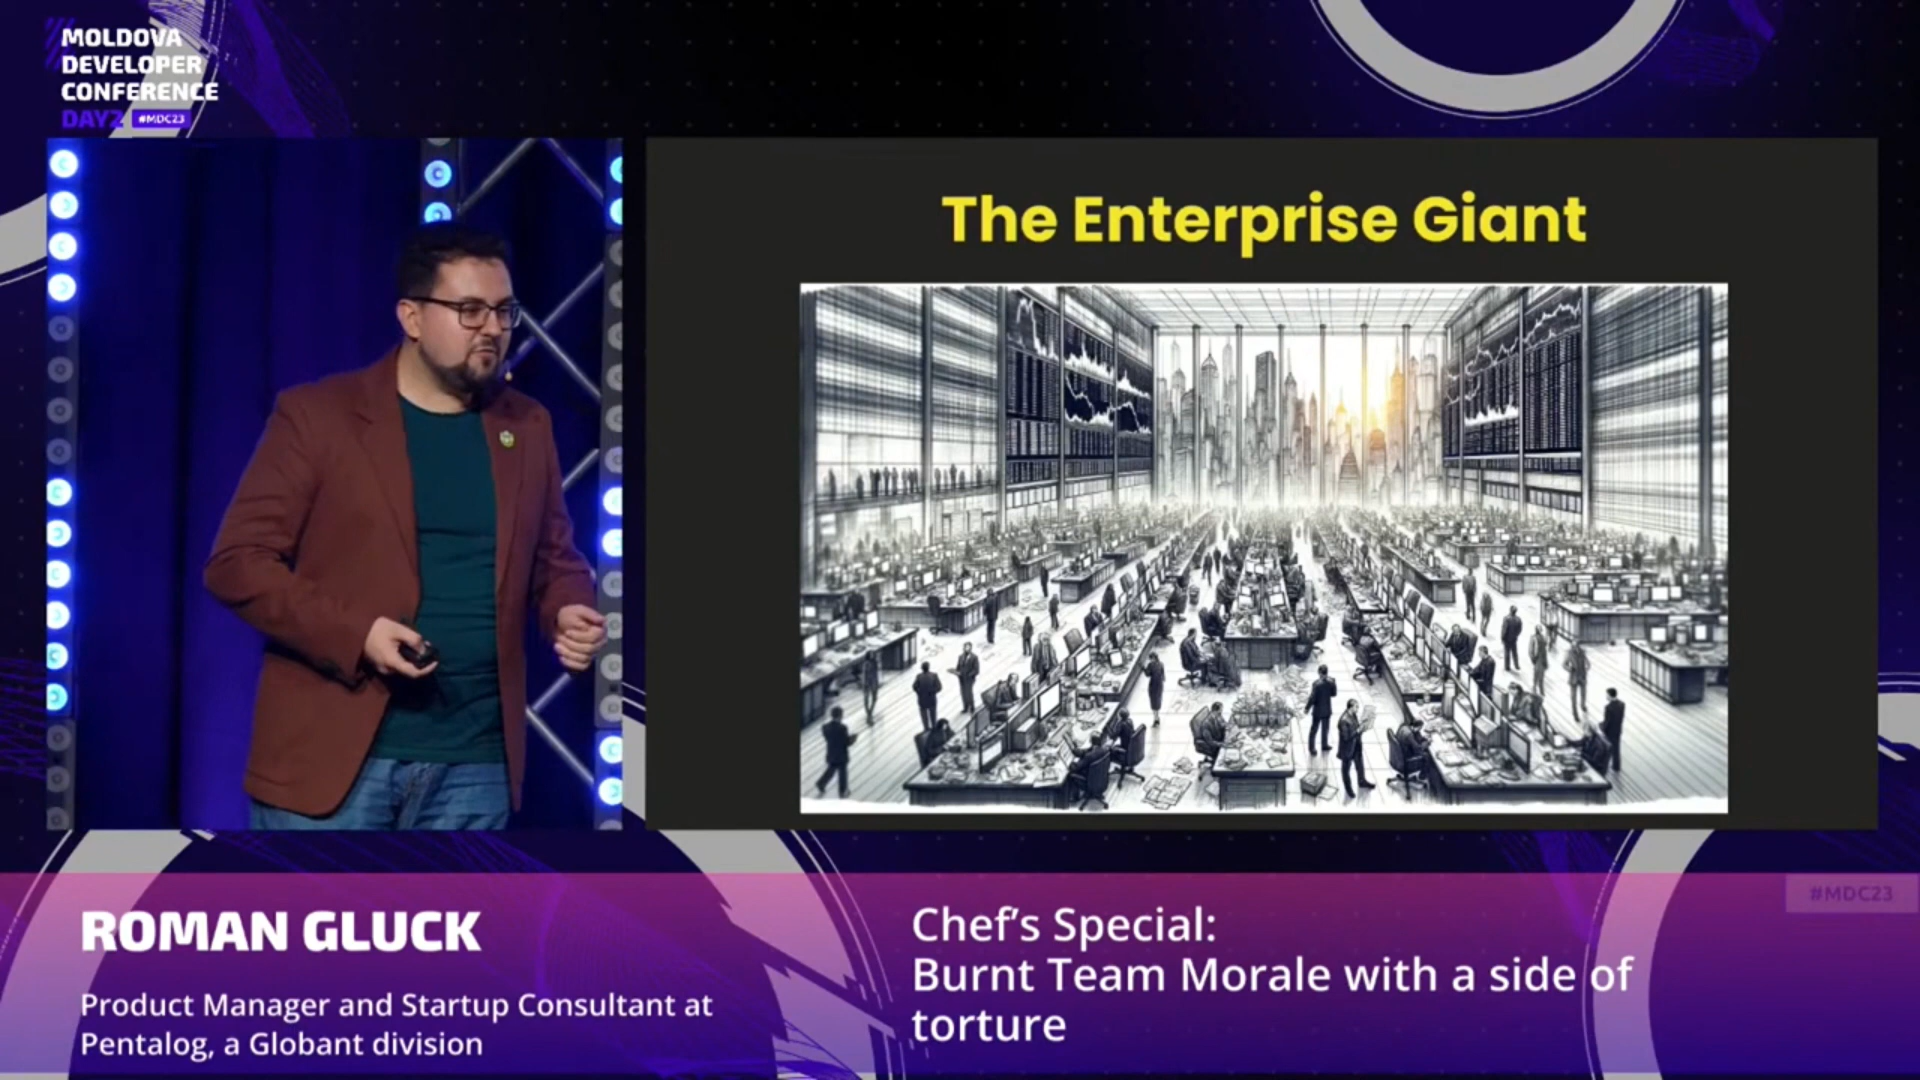 MOLDOVA
DEVELOPER
CONFERENCE
DAY2 #MDC23
The Enterprise Giant
#MDC23
ROMAN GLUCK
Product Manager and Startup Consultant at
Pentalog, a Globant division
Chef's Special:
Burnt Team Morale with a side of
torture